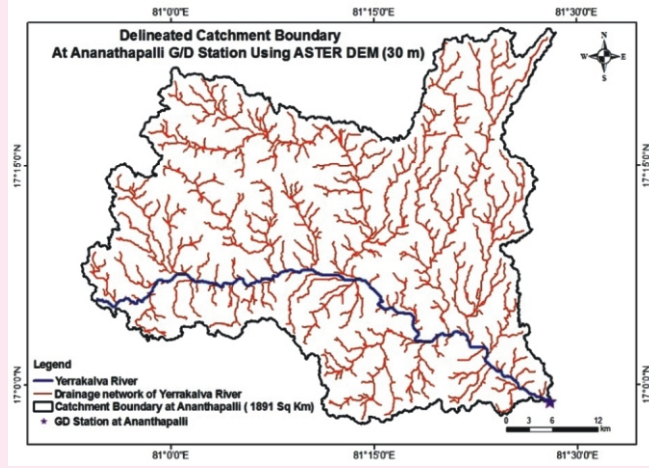 81°0'0"E 81°15'0"E 81°30'0"E
Delineated Catchment Boundary
At Ananathapalli G/D Station Using ASTER DEM (30 m)
N
W E
S
17°15'0"N 17°15'0"N
17°0'0"N 17°0'0"N
Legend
Yerrakalva River
Drainage network of Yerrakalva River
Catchment Boundary at Ananthapalli ( 1891 Sq Km)
GD Station at Ananthapalli
0 3 6 12
km
81°0'0"E 81°15'0"E 81°30'0"E